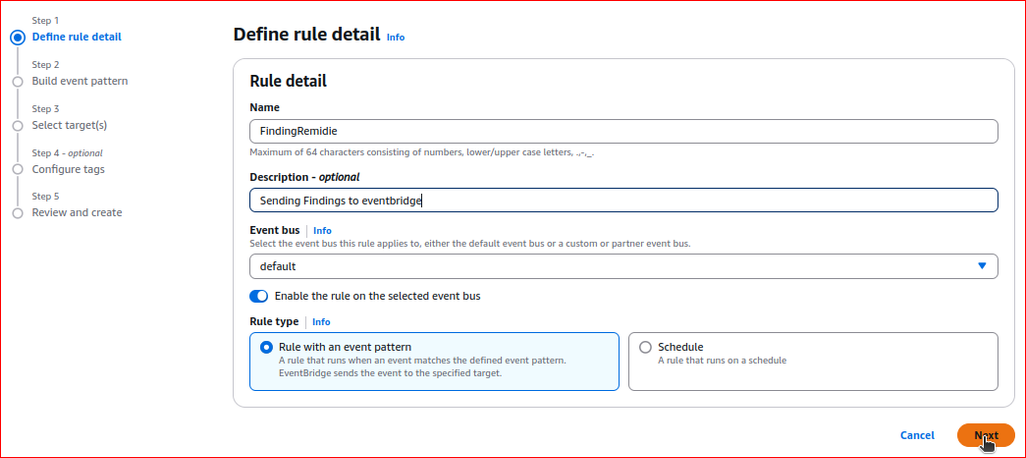 Step 1
Define rule detail
Step 2
Build event pattern
Step 3
Select target(s)
Step 4 - optional
Configure tags
Step 5
Review and create
Define rule detail Info
Rule detail
Name
FindingRemidie
Maximum of 64 characters consisting of numbers, lower/upper case letters, .,-,_.
Description - optional
Sending Findings to eventbridge
Event bus Info
Select the event bus this rule applies to, either the default event bus or a custom or partner event bus.
default
Enable the rule on the selected event bus
Rule type Info
Rule with an event pattern
A rule that runs when an event matches the defined event pattern.
EventBridge sends the event to the specified target.
Schedule
A rule that runs on a schedule
Cancel
Next